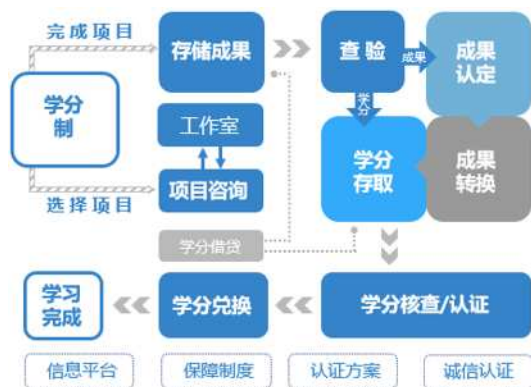 完成项目
存储成果
查验
成果
成果
认定
学分
制
工作室
学分
学分
存取
成果
转换
选择项目
项目咨询
学分借贷
学习
完成
学分兑换
学分核查/认证
信息平台
保障制度
认证方案
诚信认证